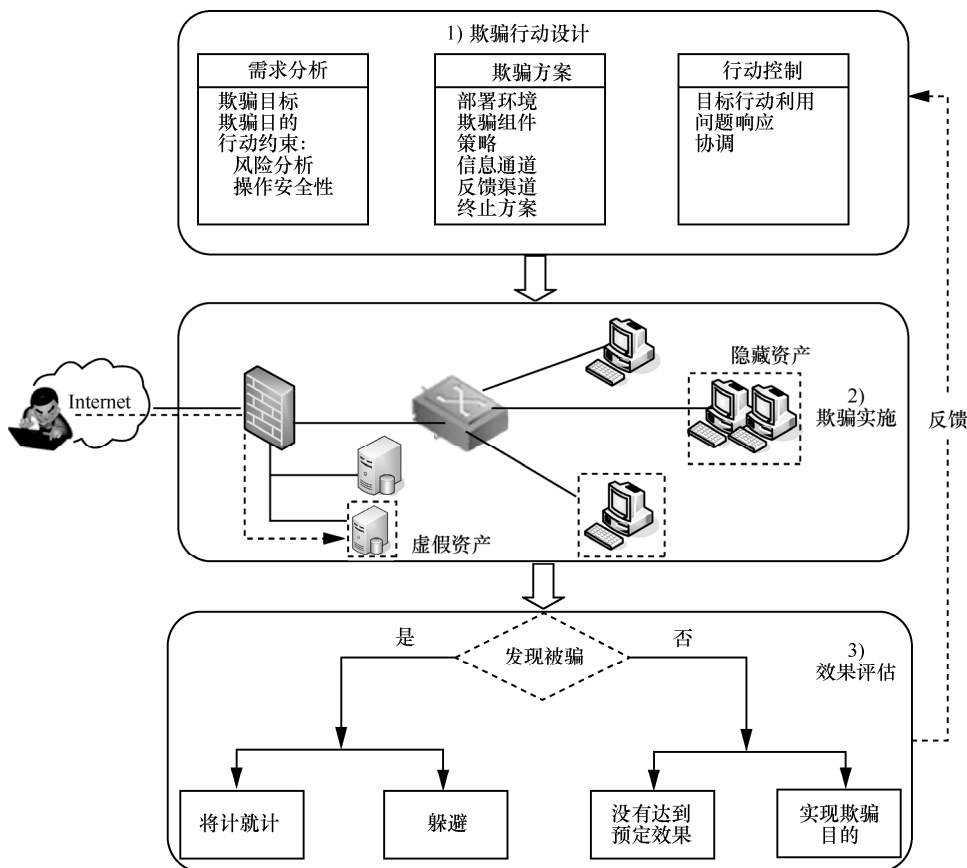 1) 欺骗行动设计
需求分析
欺骗目标
欺骗目的
行动约束:
风险分析
操作安全性
欺骗方案
部署环境
欺骗组件
策略
信息通道
反馈渠道
终止方案
行动控制
目标行动利用
问题响应
协调
Internet
隐藏资产
2)
欺骗实施
反馈
虚假资产
发现被骗
是
否
3)
效果评估
将计就计
躲避
没有达到
预定效果
实现欺骗
目的